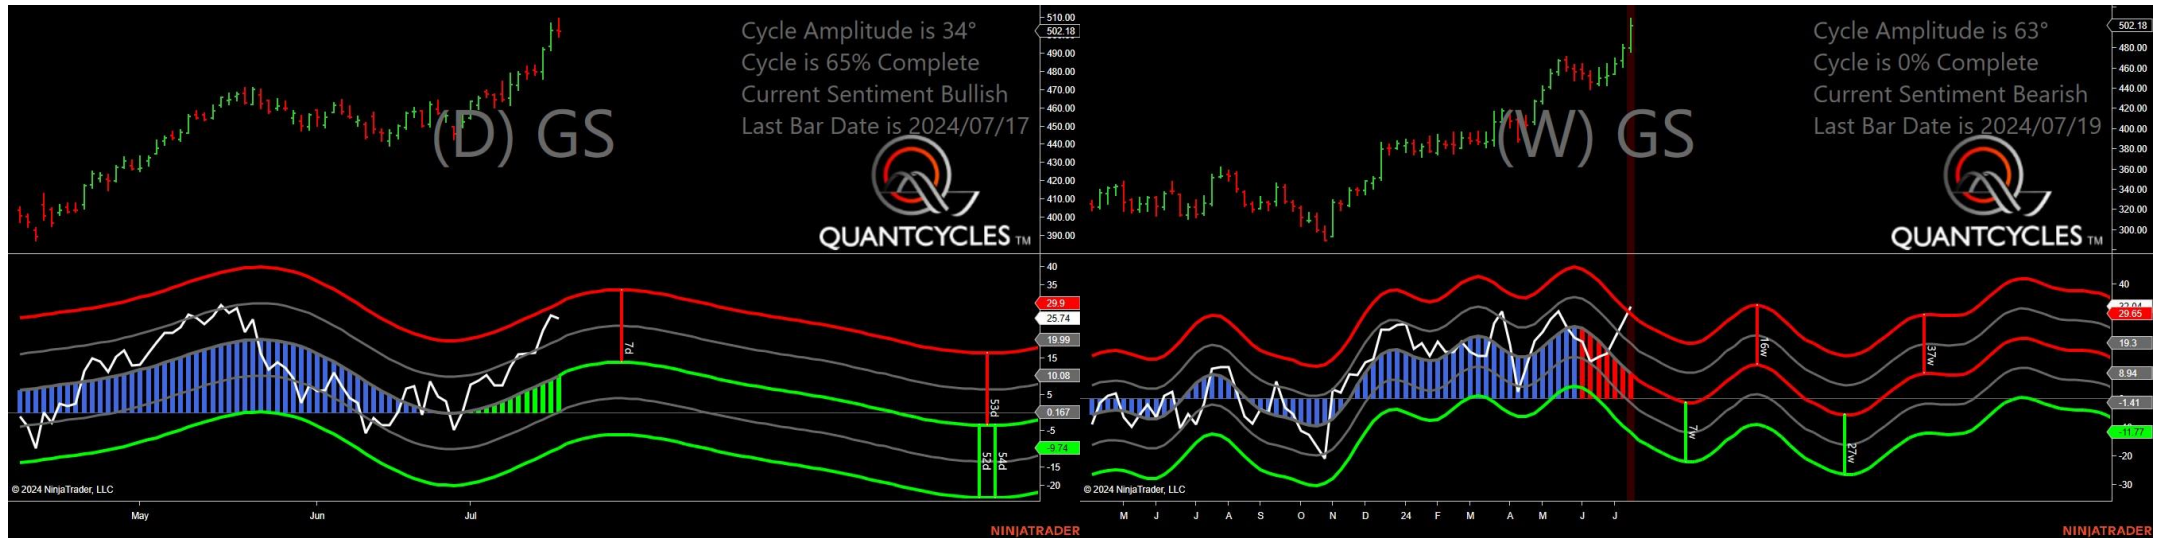 Cycle Amplitude is 34°
Cycle is 65% Complete
Current Sentiment Bullish
Last Bar Date is 2024/07/17
(D) GS
QUANTCYCLES TM
510.00
502.18
490.00
480.00
470.00
460.00
450.00
440.00
430.00
420.00
410.00
400.00
390.00
40
35
29.9
25.74
19.99
15
10.08
5
0.167
-5
-9.74
-15
-20
7d
53d
52d
54d
© 2024 NinjaTrader, LLC
May
Jun
Jul
NINJATRADER
Cycle Amplitude is 63°
Cycle is 0% Complete
Current Sentiment Bearish
Last Bar Date is 2024/07/19
(W) GS
QUANTCYCLES TM
502.18
480.00
460.00
440.00
420.00
400.00
380.00
360.00
340.00
320.00
300.00
40
29.65
19.3
8.94
-1.41
-11.77
-20
-30
7w
16w
27w
37w
© 2024 NinjaTrader, LLC
M J J A S O N D 24 F M A M J J
NINJATRADER